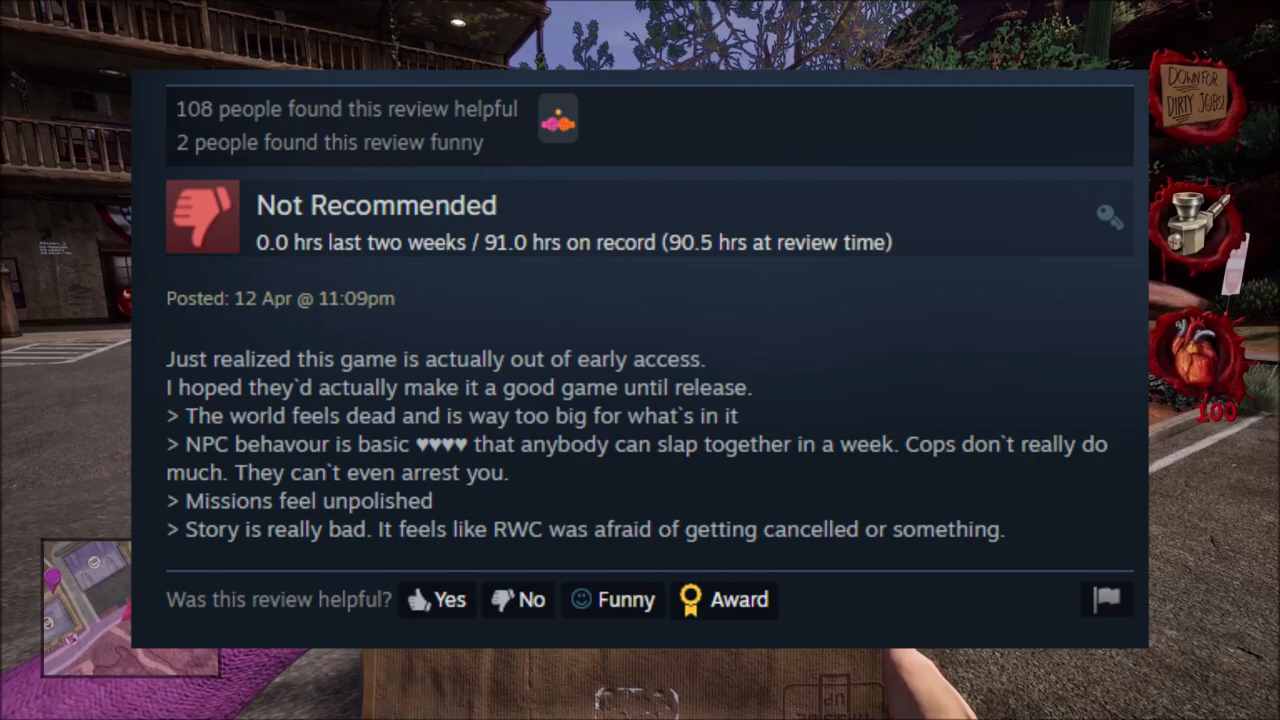 108 people found this review helpful
2 people found this review funny
Not Recommended
0.0 hrs last two weeks / 91.0 hrs on record (90.5 hrs at review time)
Posted: 12 Apr @ 11:09pm
Just realized this game is actually out of early access.
I hoped they`d actually make it a good game until release.
> The world feels dead and is way too big for what`s in it
> NPC behavour is basic ♥♥♥♥ that anybody can slap together in a week. Cops don`t really do
much. They can`t even arrest you.
> Missions feel unpolished
> Story is really bad. It feels like RWC was afraid of getting cancelled or something.
Was this review helpful? Yes No Funny Award
DOWN FOR
DIRTY JOBS!
100
UP